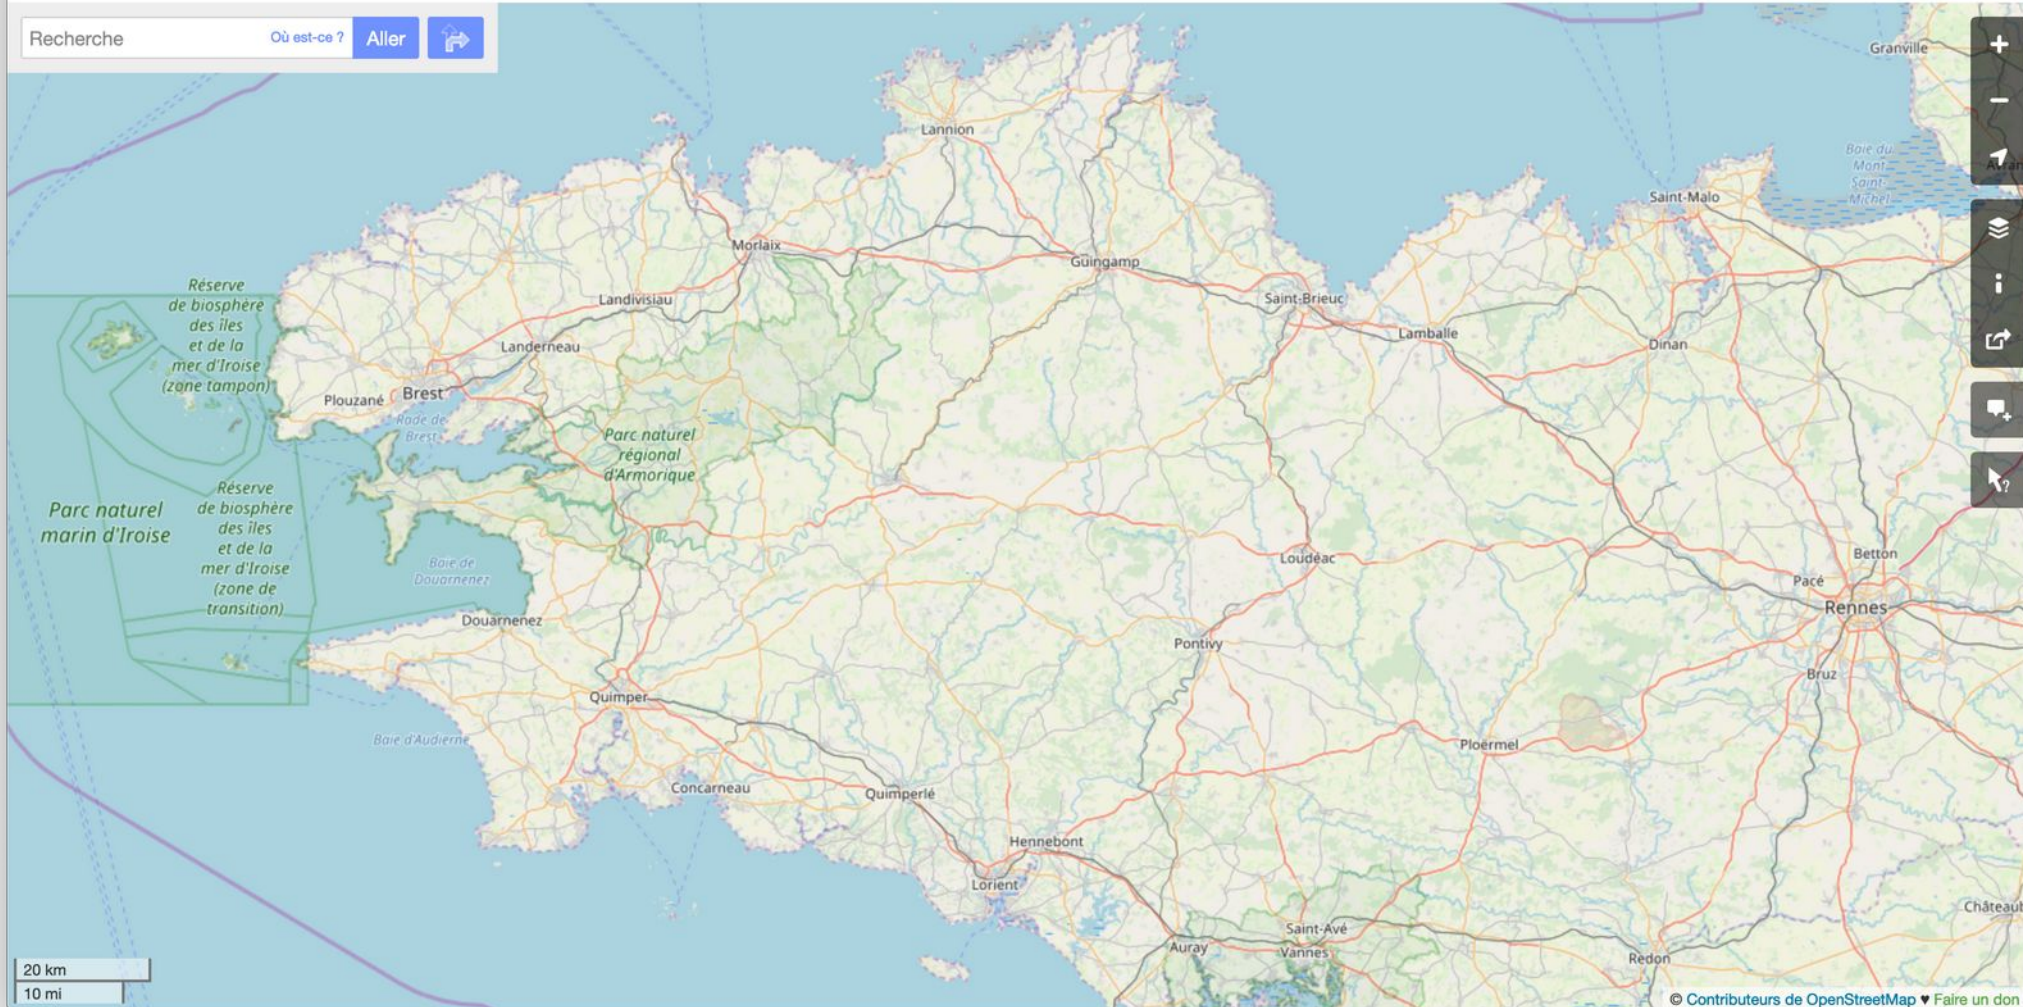 Recherche
Où est-ce ?
Aller
Granville
Lannion
Baie du
Mont
Saint-
Michel
Saint-Malo
Morlaix
Guingamp
Réserve
de biosphère
des îles
et de la
mer d'Iroise
(zone tampon)
Landivisiau
Saint-Brieuc
Lamballe
Landerneau
Dinan
Plouzané
Brest
Rade de
Brest
Parc naturel
régional
d'Armorique
Réserve
de biosphère
des îles
et de la
mer d'Iroise
(zone de
transition)
Parc naturel
marin d'Iroise
Baie de
Douarnenez
Loudéac
Betton
Pacé
Rennes
Douarnenez
Pontivy
Bruz
Quimper
Baie d'Audierne
Ploërmel
Concarneau
Quimperlé
Hennebont
Lorient
Châteaub
Saint-Avé
Auray
Vannes
Redon
20 km
10 mi
© Contributeurs de OpenStreetMap ♥ Faire un don